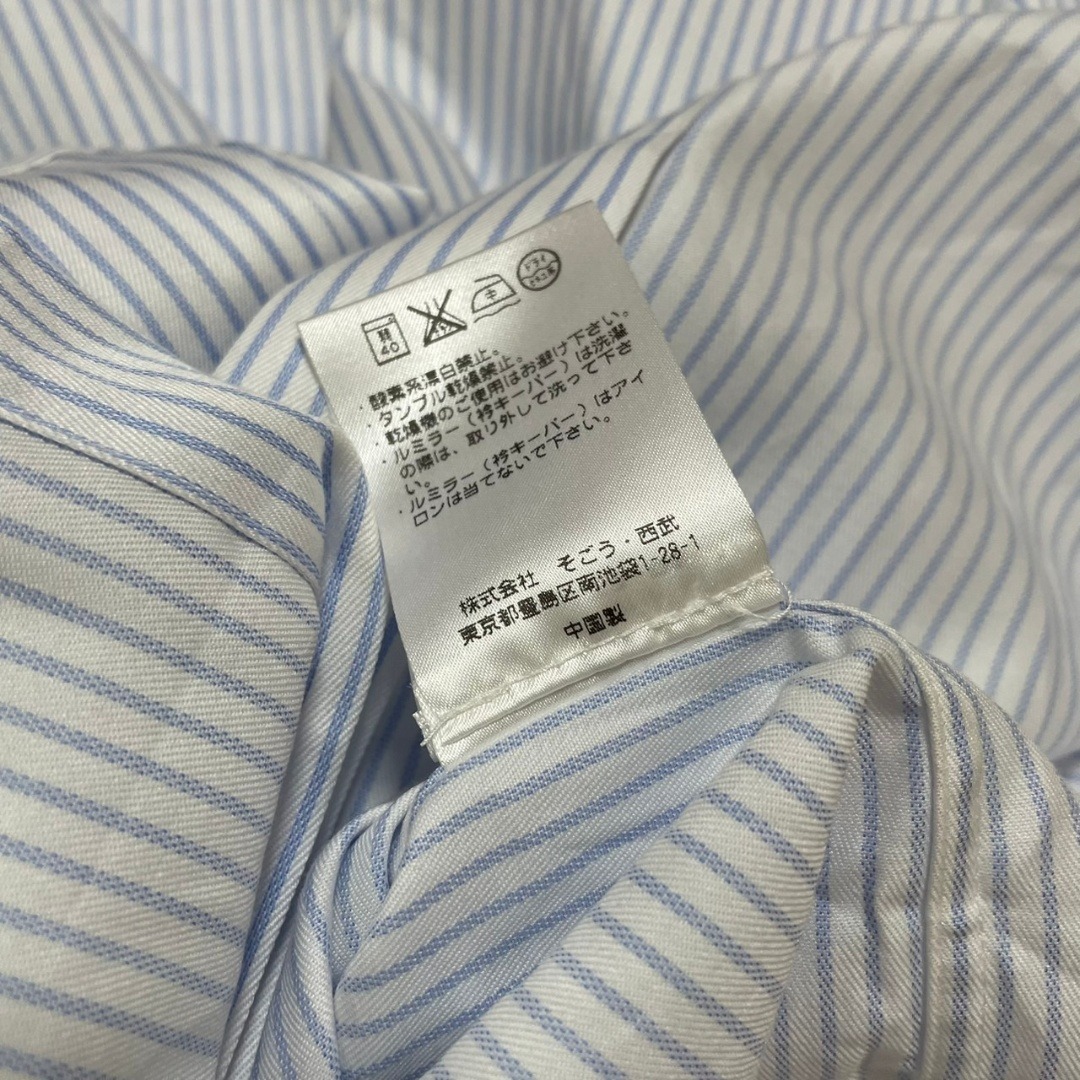 弱
40
ドライ
・酸素系漂白禁止。
・タンブル乾燥禁止。
・乾燥機のご使用はお避け下さい。
・ルミラー(衿キーパー)は洗濯
の際は、取り外して洗って下さ
い。
・ルミラー(衿キーパー)はアイ
ロンは当てないで下さい。
株式会社 そごう・西武
東京都豊島区南池袋1-28-1
中国製